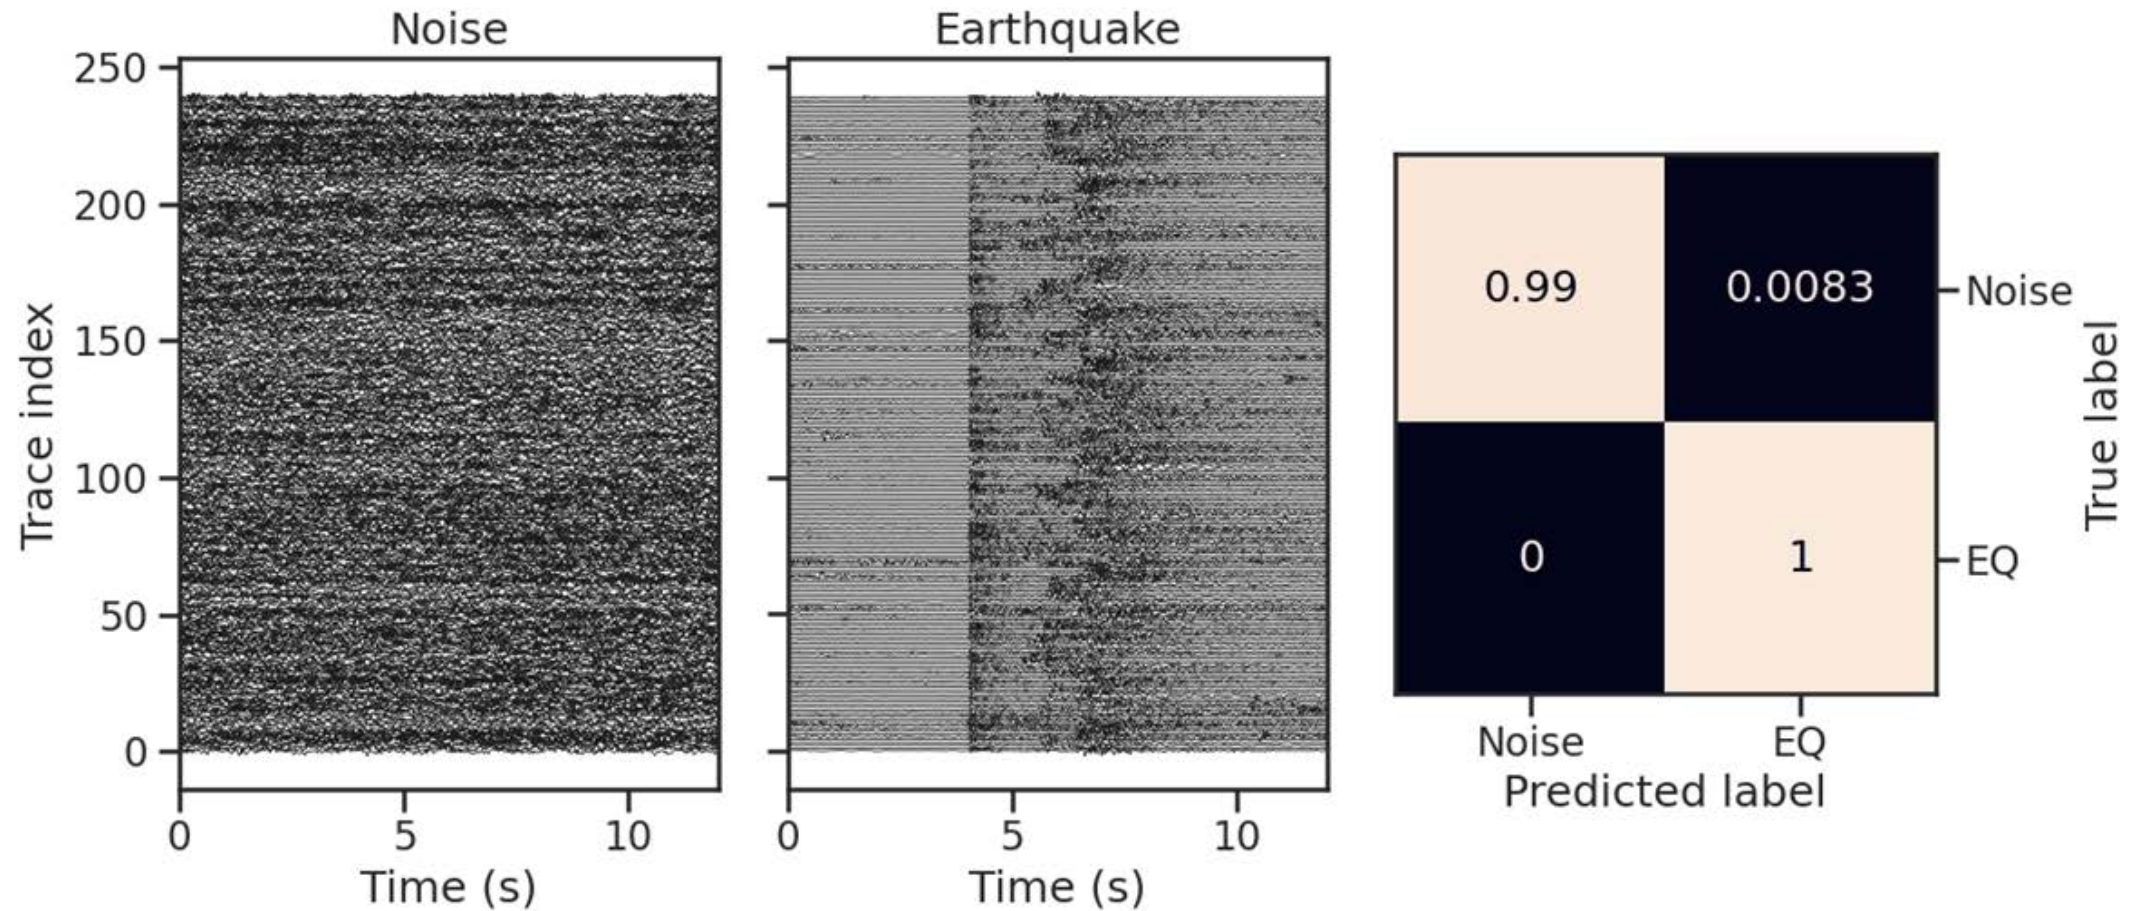 Noise
Earthquake
250
200
150
100
50
0
Trace index
0 5 10
Time (s)
0 5 10
Time (s)
0.99 0.0083
0 1
Noise
EQ
True label
Noise EQ
Predicted label